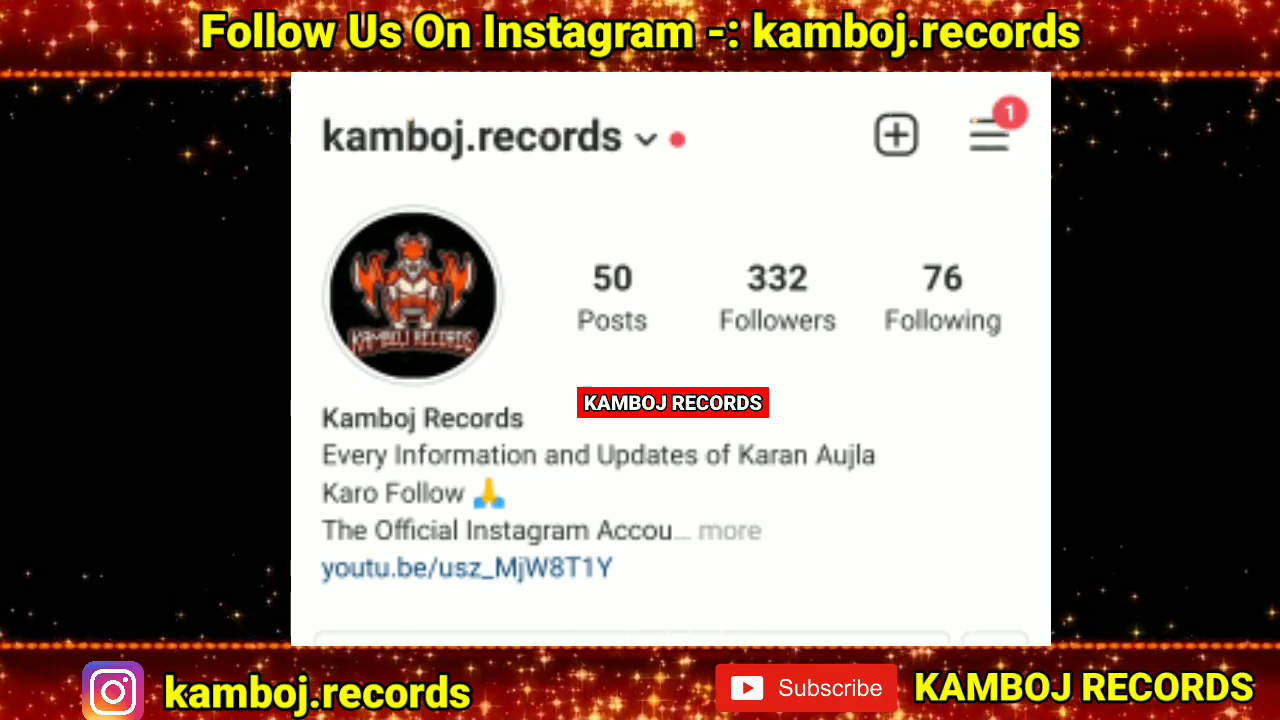 Follow Us On Instagram -: kamboj.records
kamboj.records
1
50
332
76
Posts
Followers
Following
KAMBOJ RECORDS
KAMBOJ RECORDS
Kamboj Records
Every Information and Updates of Karan Aujla
Karo Follow 🙏
The Official Instagram Accou... more
youtu.be/usz_MjW8T1Y
kamboj.records
Subscribe
KAMBOJ RECORDS